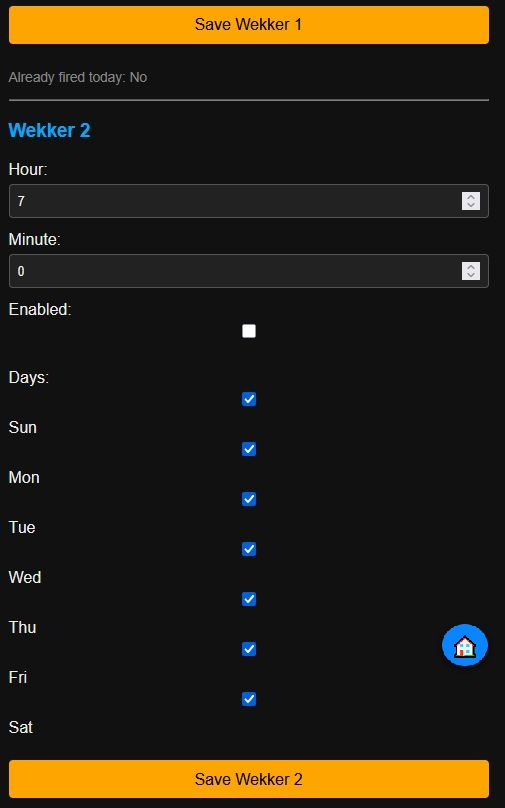 Save Wekker 1
Already fired today: No
Wekker 2
Hour:
7
Minute:
0
Enabled:
Days:
Sun
Mon
Tue
Wed
Thu
Fri
Sat
Save Wekker 2